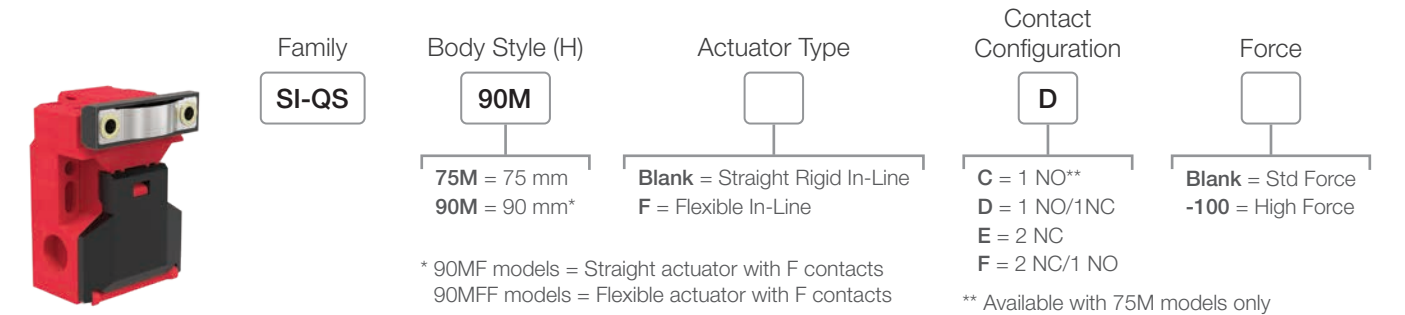 Family
SI-QS
Body Style (H)
90M
75M = 75 mm
90M = 90 mm*
* 90MF models = Straight actuator with F contacts
90MFF models = Flexible actuator with F contacts
Actuator Type
Blank = Straight Rigid In-Line
F = Flexible In-Line
Contact
Configuration
D
C = 1 NO**
D = 1 NO/1NC
E = 2 NC
F = 2 NC/1 NO
** Available with 75M models only
Force
Blank = Std Force
-100 = High Force